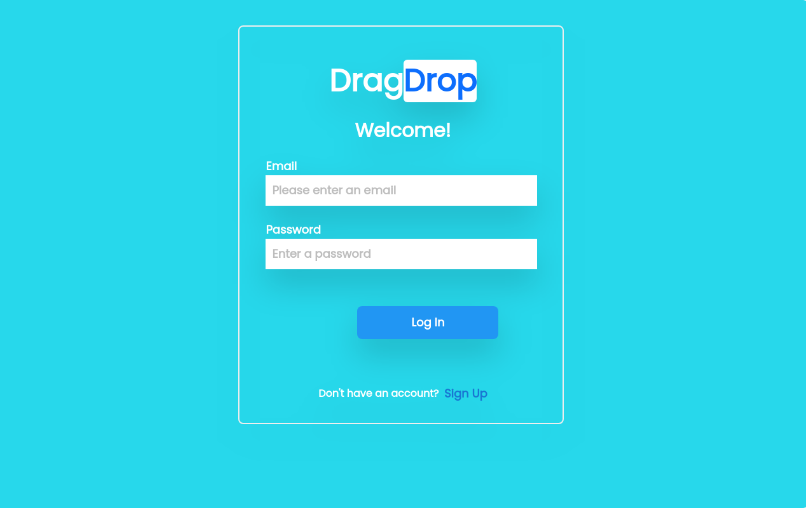 DragDrop
Welcome!
Email
Please enter an email
Password
Enter a password
Log In
Don't have an account? Sign Up